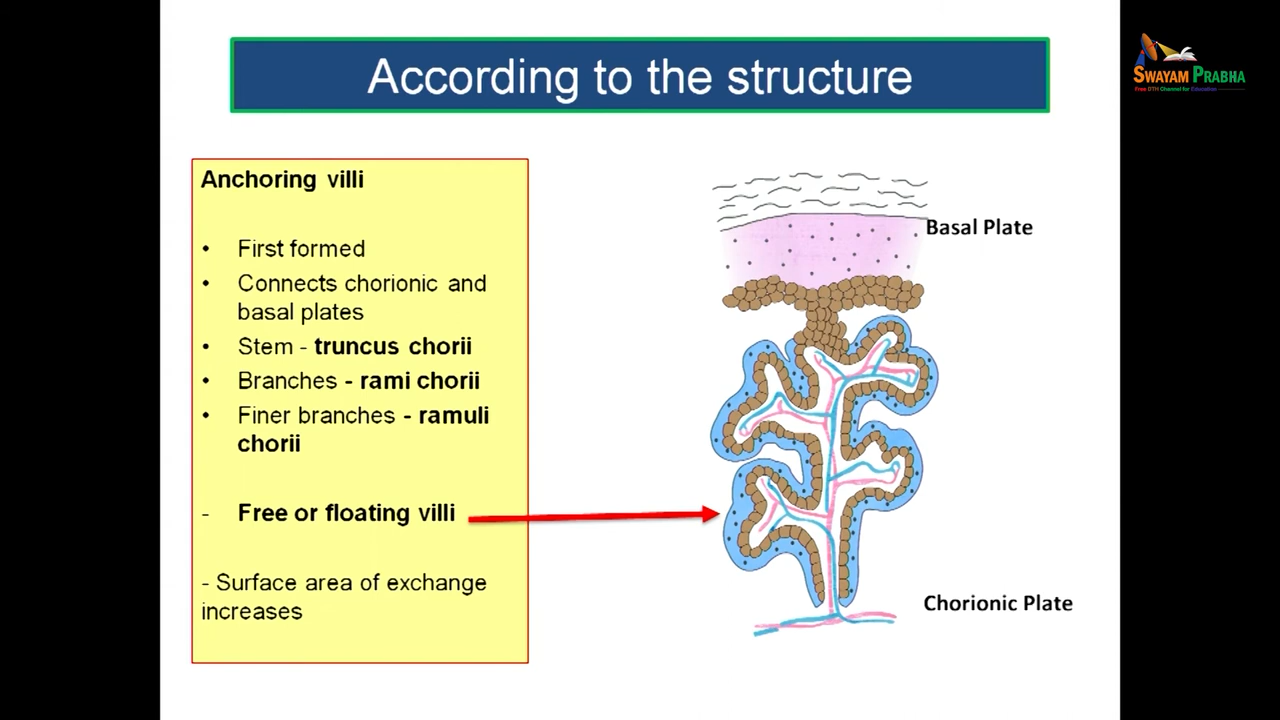 According to the structure
SWAYAM PRABHA
Free DTH Channel for Education
Anchoring villi
• First formed
• Connects chorionic and
basal plates
• Stem - truncus chorii
• Branches - rami chorii
• Finer branches - ramuli
chorii
- Free or floating villi
- Surface area of exchange
increases
Basal Plate
Chorionic Plate